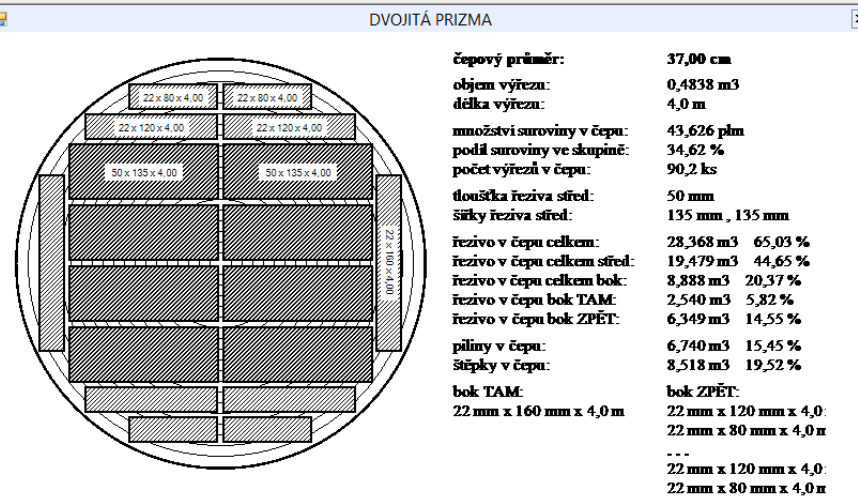 DVOJITÁ PRIZMA
22 x 80 x 4,00 22 x 80 x 4,00
22 x 120 x 4,00 22 x 120 x 4,00
50 x 135 x 4,00 50 x 135 x 4,00
22 x 160 x 4,00
čepový průměr: 37,00 cm
objem výřezu: 0,4838 m3
délka výřezu: 4,0 m
množství suroviny v čepu: 43,626 plm
podíl suroviny ve skupině: 34,62 %
počet výřezů v čepu: 90,2 ks
tloušťka řeziva střed: 50 mm
šířky řeziva střed: 135 mm , 135 mm
řezivo v čepu celkem: 28,368 m3 65,03 %
řezivo v čepu celkem střed: 19,479 m3 44,65 %
řezivo v čepu celkem bok: 8,888 m3 20,37 %
řezivo v čepu bok TAM: 2,540 m3 5,82 %
řezivo v čepu bok ZPĚT: 6,349 m3 14,55 %
piliny v čepu: 6,740 m3 15,45 %
štěpky v čepu: 8,518 m3 19,52 %
bok TAM: bok ZPĚT:
22 mm x 160 mm x 4,0 m 22 mm x 120 mm x 4,0
22 mm x 80 mm x 4,0 m
- - -
22 mm x 120 mm x 4,0
22 mm x 80 mm x 4,0 m